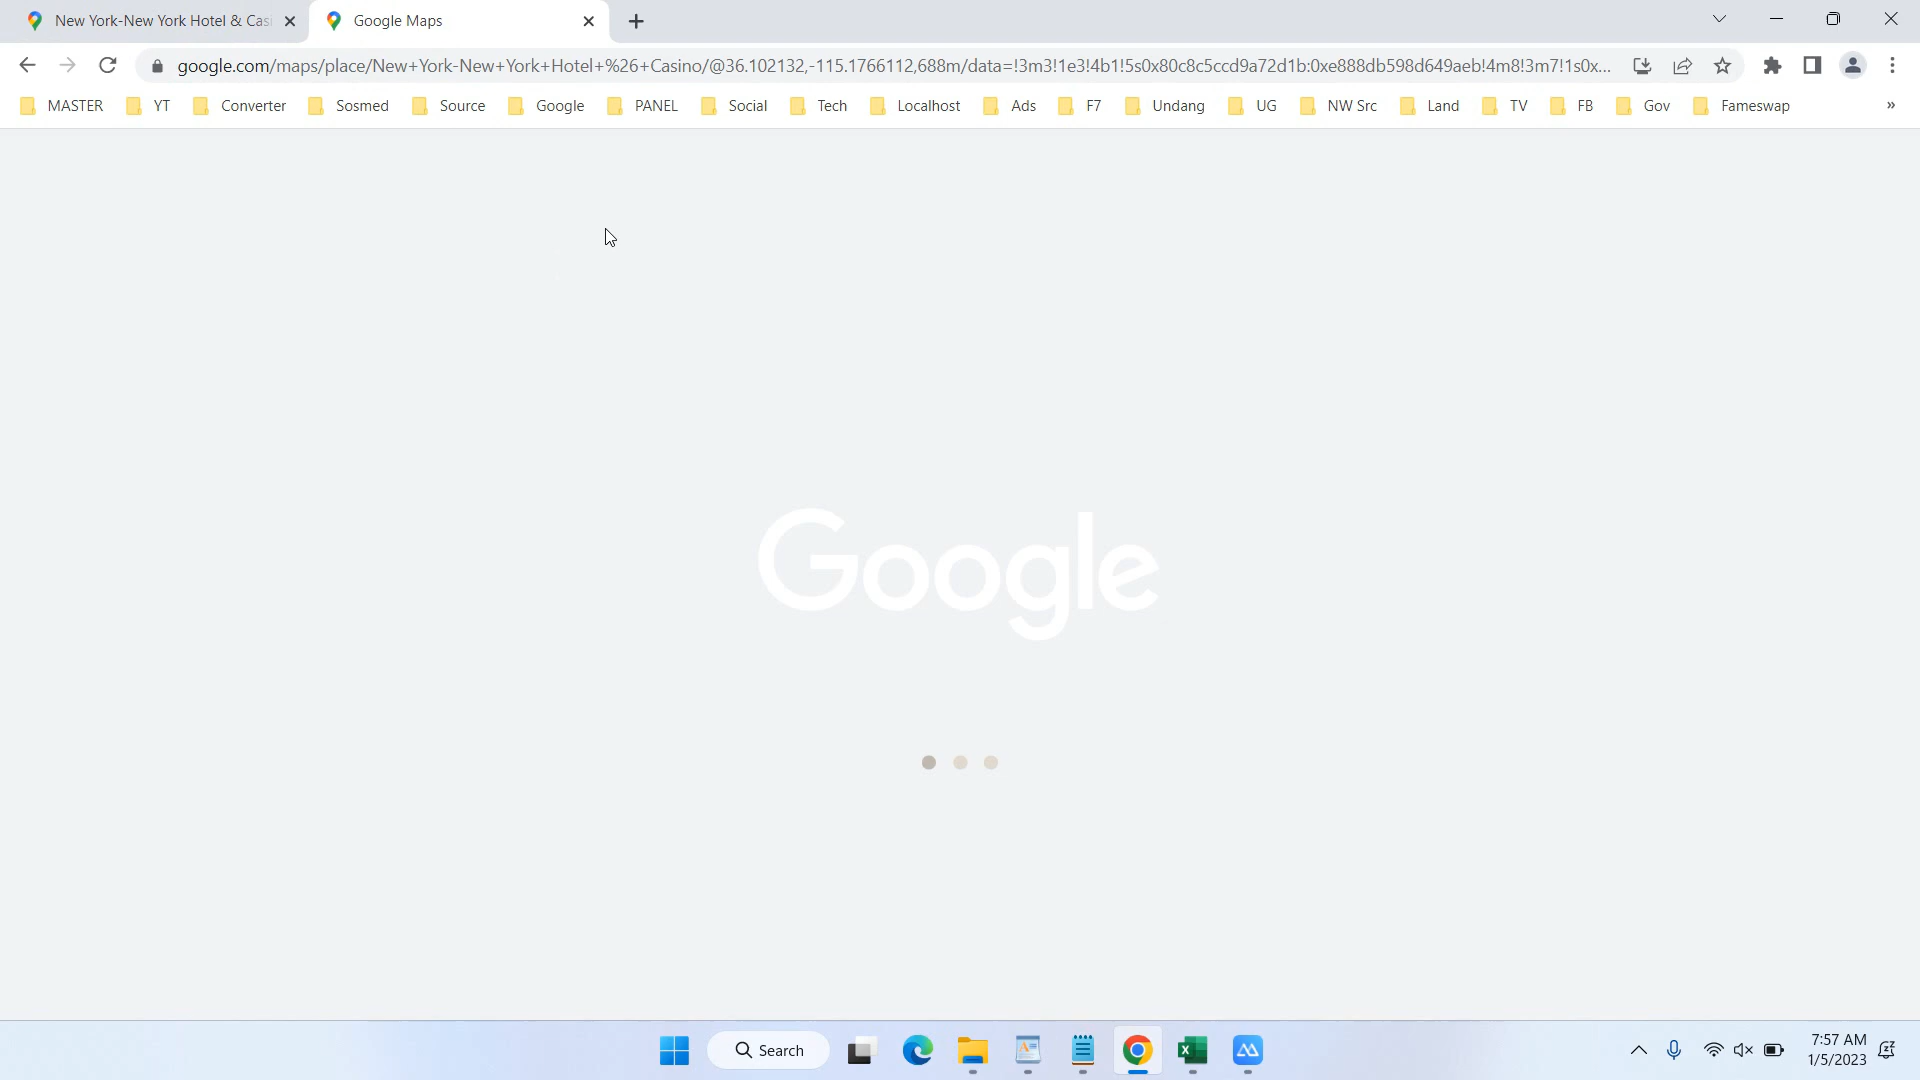 New York-New York Hotel & Cas
Google Maps
google.com/maps/place/New+York-New+York+Hotel+%26+Casino/@36.102132,-115.1766112,688m/data=!3m3!1e3!4b1!5s0x80c8c5ccd9a72d1b:0xe888db598d649aeb!4m8!3m7!1s0x...
MASTER YT Converter Sosmed Source Google PANEL Social Tech Localhost Ads F7 Undang UG NW Src Land TV FB Gov Fameswap »
Google
Search
7:57 AM
1/5/2023